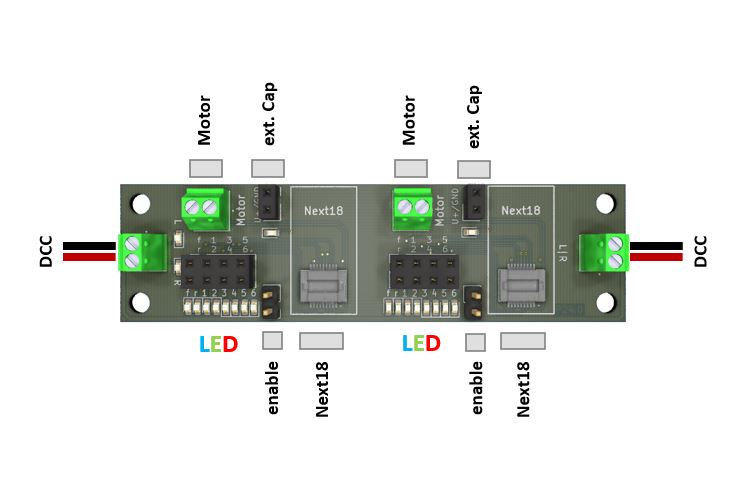 Motor
ext. Cap
Motor
ext. Cap
U+/GND
Motor
Next18
U+/GND
Motor
Next18
L
f . 1 . 3 . 5
r . 2 . 4 . 6.
f . 1 . 3 . 5
r . 2 . 4 6.
L|R
DCC
DCC
R
f r 1 2 3 4 5 6
f r 1 2 3 4 5 6
LED
LED
enable
Next18
enable
Next18